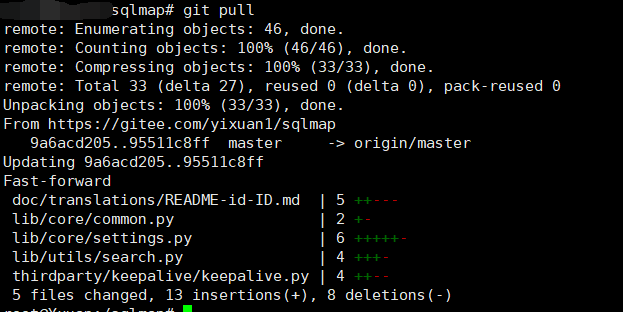 sqlmap# git pull
remote: Enumerating objects: 46, done.
remote: Counting objects: 100% (46/46), done.
remote: Compressing objects: 100% (33/33), done.
remote: Total 33 (delta 27), reused 0 (delta 0), pack-reused 0
Unpacking objects: 100% (33/33), done.
From https://gitee.com/yixuan1/sqlmap
   9a6acd205..95511c8ff  master     -> origin/master
Updating 9a6acd205..95511c8ff
Fast-forward
 doc/translations/README-id-ID.md  | 5 ++---
 lib/core/common.py                | 2 +-
 lib/core/settings.py              | 6 +++++-
 lib/utils/search.py               | 4 +++-
 thirdparty/keepalive/keepalive.py | 4 ++--
 5 files changed, 13 insertions(+), 8 deletions(-)